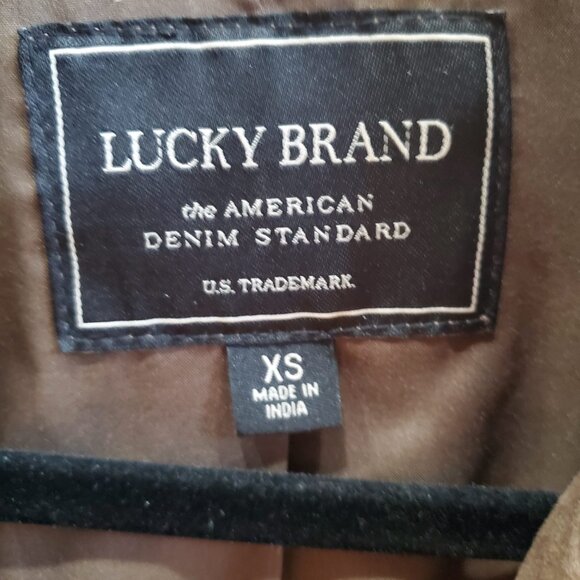 LUCKY BRAND
the AMERICAN
DENIM STANDARD
U.S. TRADEMARK.
XS
MADE IN
INDIA